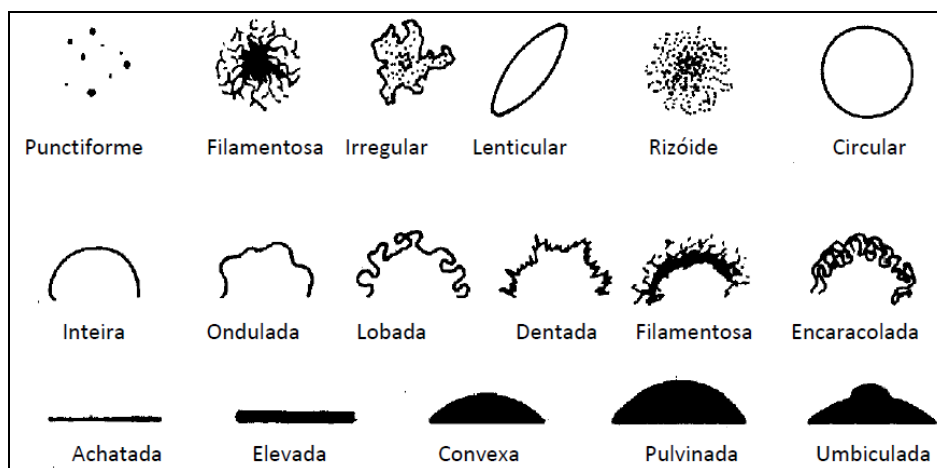 Punctiforme Filamentosa Irregular Lenticular Rizóide Circular
Inteira Ondulada Lobada Dentada Filamentosa Encaracolada
Achatada Elevada Convexa Pulvinada Umbiculada